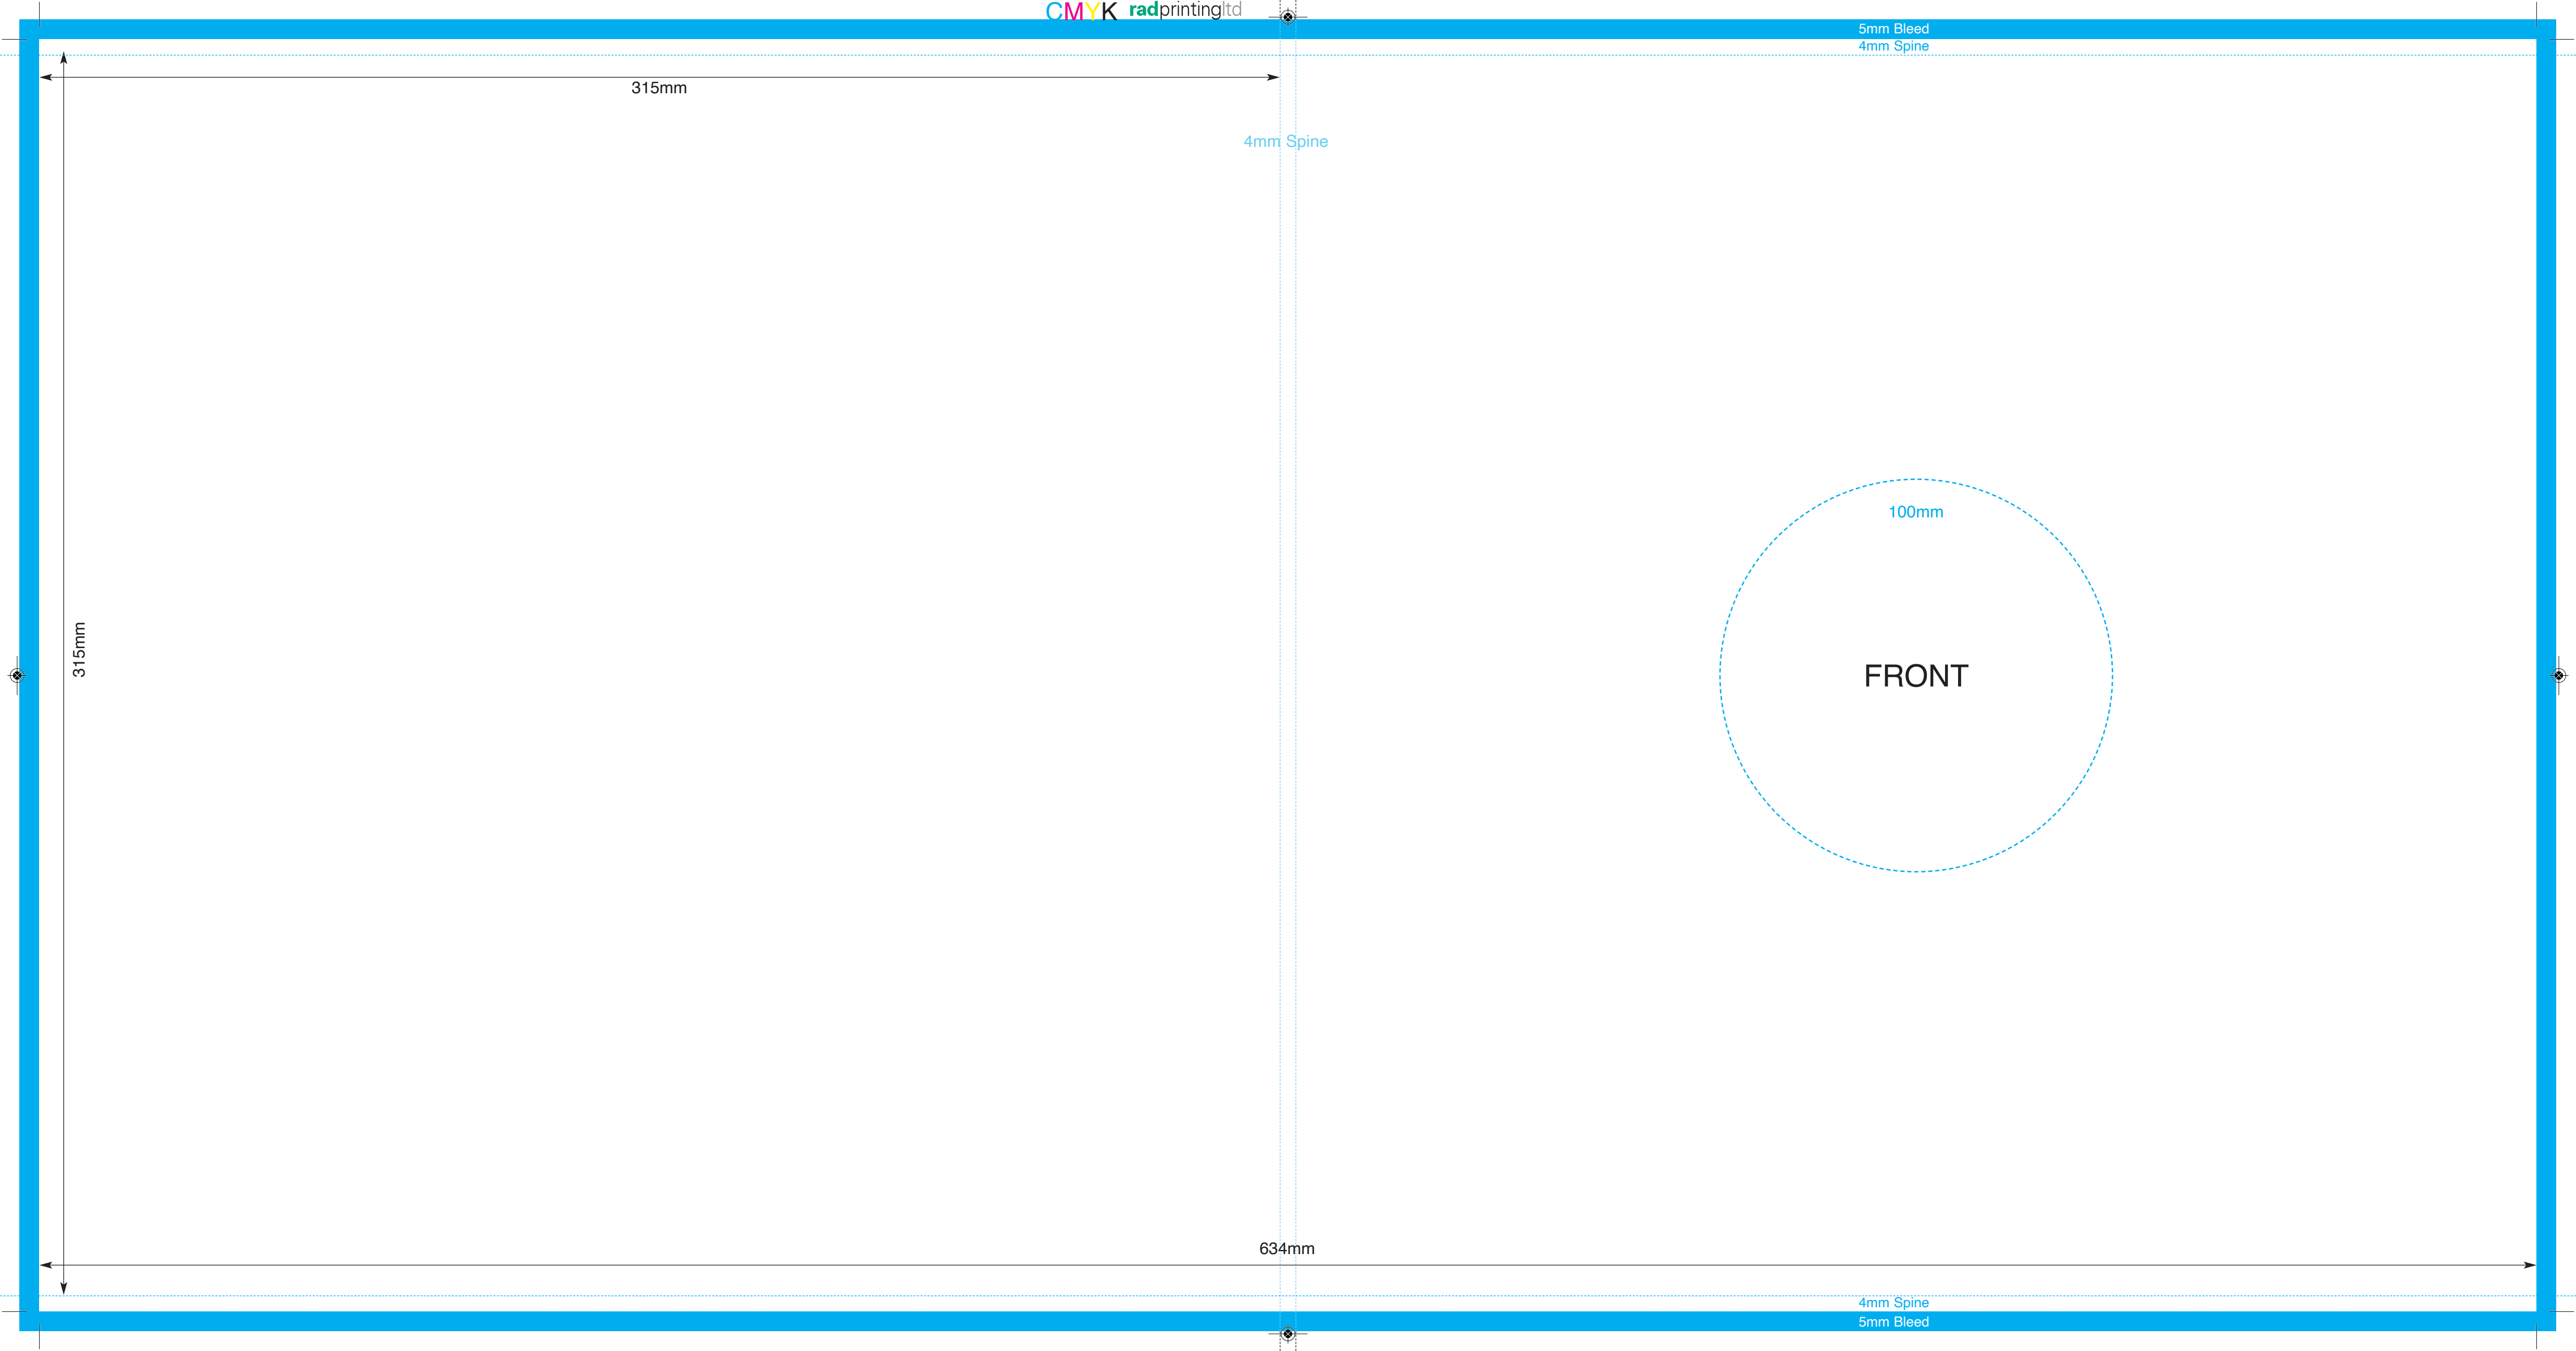 CMYK radprintingltd
5mm Bleed
4mm Spine
315mm
4mm Spine
100mm
315mm
FRONT
634mm
4mm Spine
5mm Bleed